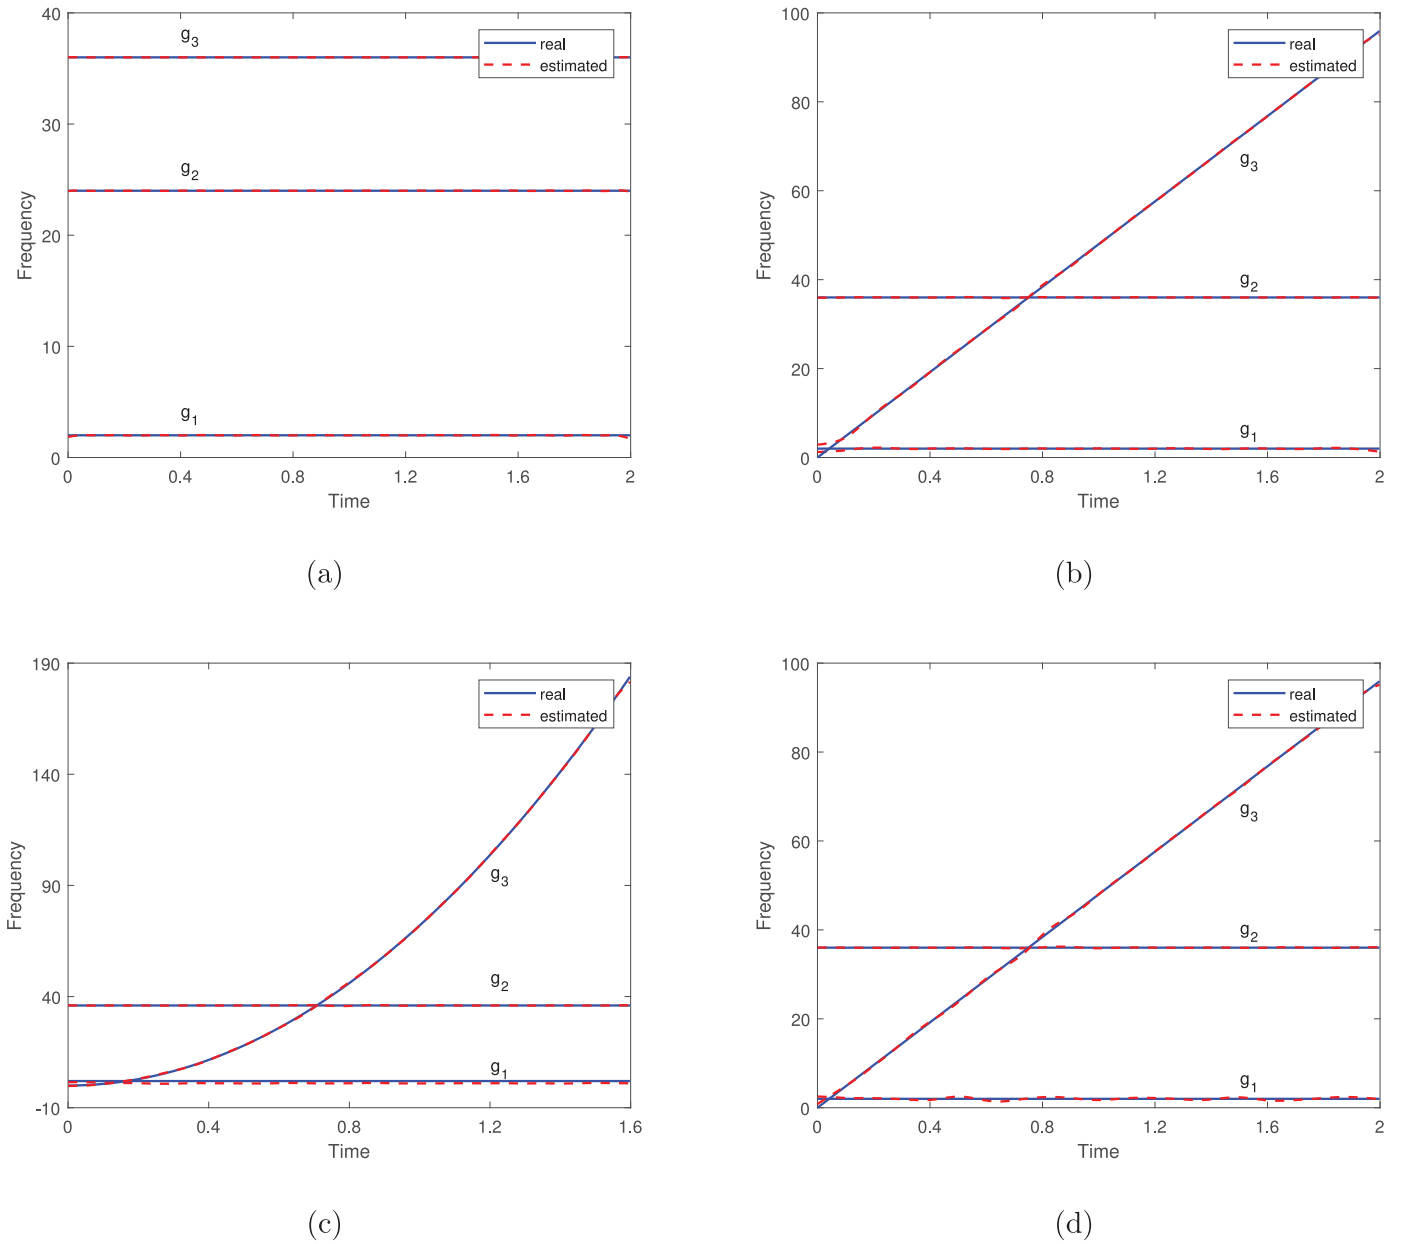 40
30
20
10
0
0
0.4
0.8
1.2
1.6
2
Frequency
Time
g3
g2
g1
real
estimated
(a)
100
80
60
40
20
0
0
0.4
0.8
1.2
1.6
2
Frequency
Time
g3
g2
g1
real
estimated
(b)
190
140
90
40
-10
0
0.4
0.8
1.2
1.6
Frequency
Time
g3
g2
g1
real
estimated
(c)
100
80
60
40
20
0
0
0.4
0.8
1.2
1.6
2
Frequency
Time
g3
g2
g1
real
estimated
(d)